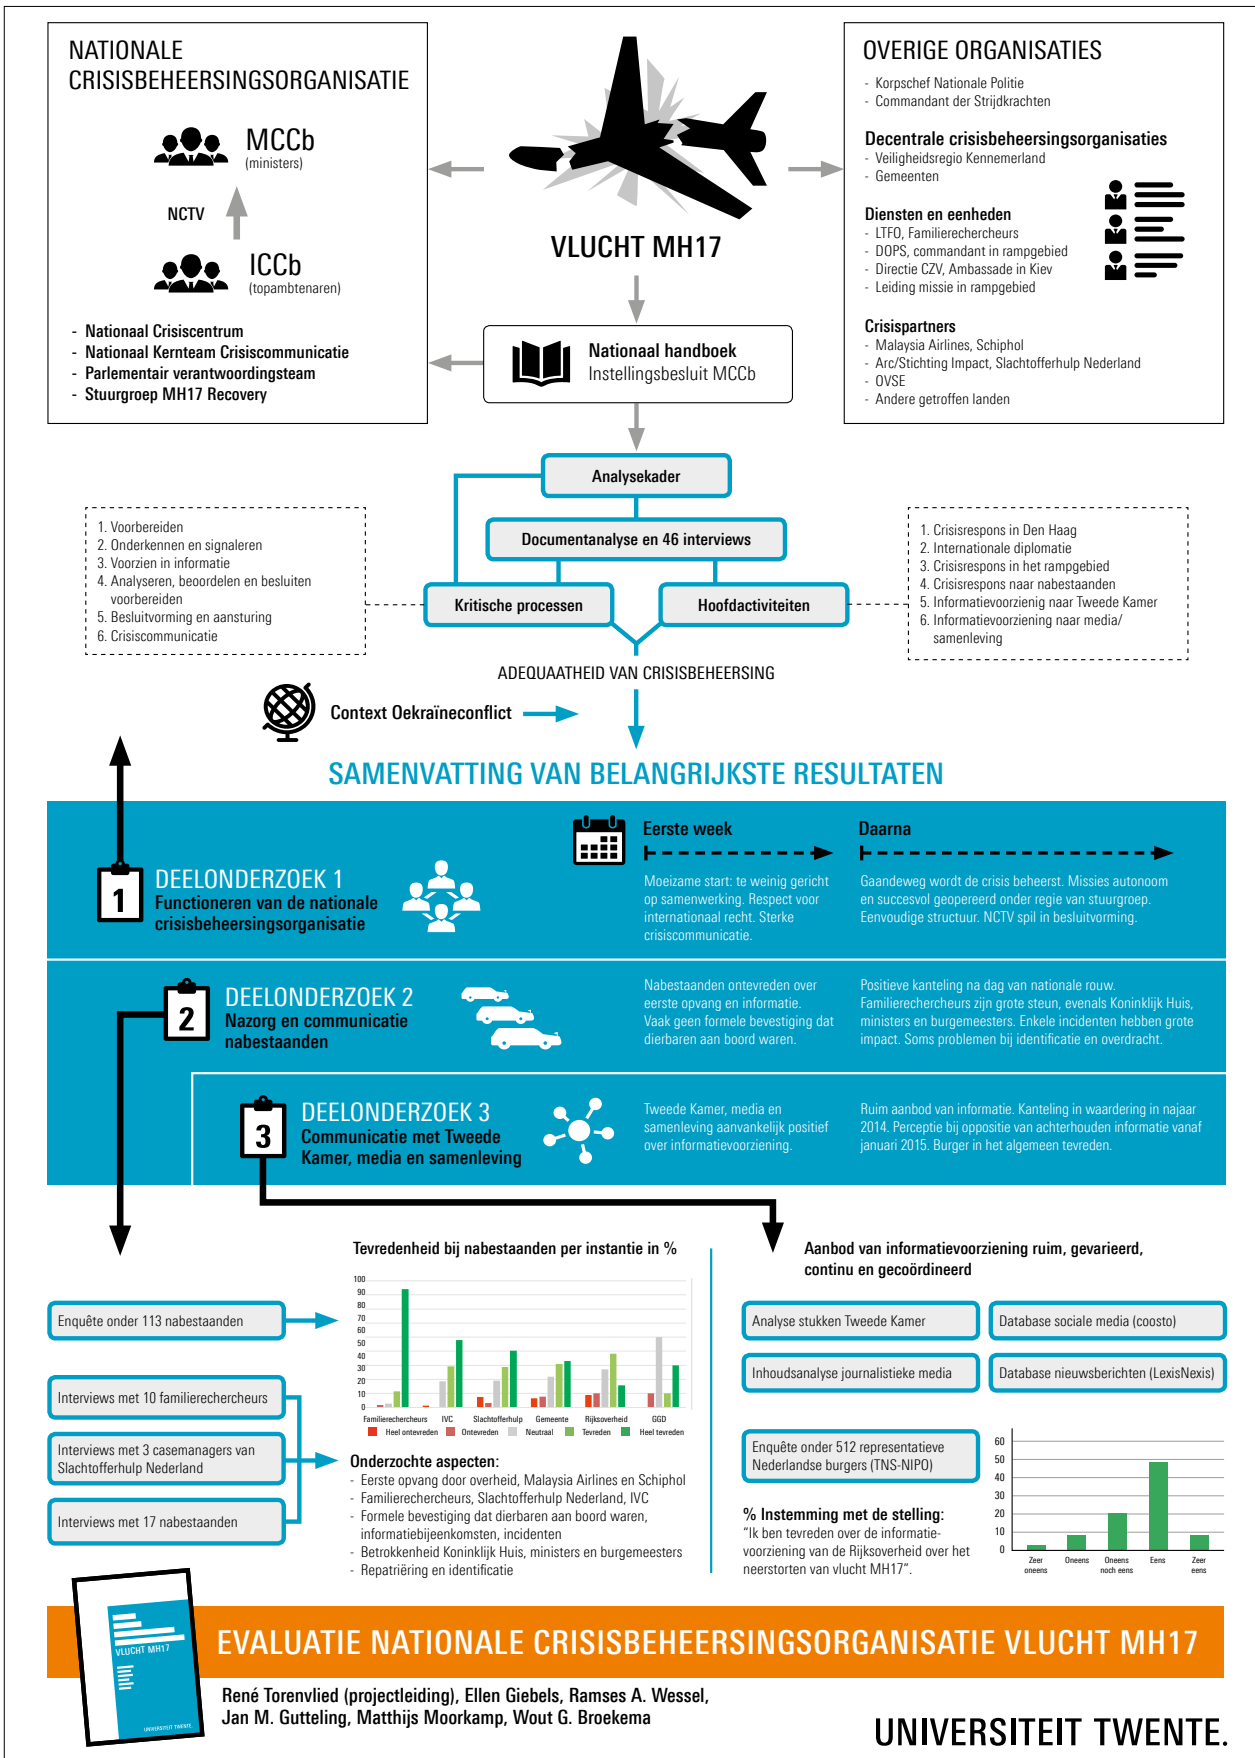 NATIONALE
CRISISBEHEERSINGSORGANISATIE
MCCb
(ministers)
NCTV
ICCb
(topambtenaren)
- Nationaal Crisiscentrum
- Nationaal Kernteam Crisiscommunicatie
- Parlementair verantwoordingsteam
- Stuurgroep MH17 Recovery
VLUCHT MH17
Nationaal handboek
Instellingsbesluit MCCb
OVERIGE ORGANISATIES
- Korpschef Nationale Politie
- Commandant der Strijdkrachten
Decentrale crisisbeheersingsorganisaties
- Veiligheidsregio Kennemerland
- Gemeenten
Diensten en eenheden
- LTFO, Familierechercheurs
- DOPS, commandant in rampgebied
- Directie CZV, Ambassade in Kiev
- Leiding missie in rampgebied
Crisispartners
- Malaysia Airlines, Schiphol
- Arc/Stichting Impact, Slachtofferhulp Nederland
- OVSE
- Andere getroffen landen
Analysekader
Documentanalyse en 46 interviews
Kritische processen
Hoofdactiviteiten
1. Voorbereiden
2. Onderkennen en signaleren
3. Voorzien in informatie
4. Analyseren, beoordelen en besluiten
voorbereiden
5. Besluitvorming en aansturing
6. Crisiscommunicatie
1. Crisisrespons in Den Haag
2. Internationale diplomatie
3. Crisisrespons in het rampgebied
4. Crisisrespons naar nabestaanden
5. Informatievoorzienig naar Tweede Kamer
6. Informatievoorziening naar media/
samenleving
ADEQUAATHEID VAN CRISISBEHEERSING
Context Oekraïneconflict
SAMENVATTING VAN BELANGRIJKSTE RESULTATEN
Eerste week
Daarna
1
DEELONDERZOEK 1
Functioneren van de nationale
crisisbeheersingsorganisatie
Moeizame start: te weinig gericht
op samenwerking. Respect voor
internationaal recht. Sterke
crisiscommunicatie.
Gaandeweg wordt de crisis beheerst. Missies autonoom
en succesvol geopereerd onder regie van stuurgroep.
Eenvoudige structuur. NCTV spil in besluitvorming.
2
DEELONDERZOEK 2
Nazorg en communicatie
nabestaanden
Nabestaanden ontevreden over
eerste opvang en informatie.
Vaak geen formele bevestiging dat
dierbaren aan boord waren.
Positieve kanteling na dag van nationale rouw.
Familierechercheurs zijn grote steun, evenals Koninklijk Huis,
ministers en burgemeesters. Enkele incidenten hebben grote
impact. Soms problemen bij identificatie en overdracht.
3
DEELONDERZOEK 3
Communicatie met Tweede
Kamer, media en samenleving
Tweede Kamer, media en
samenleving aanvankelijk positief
over informatievoorziening.
Ruim aanbod van informatie. Kanteling in waardering in najaar
2014. Perceptie bij oppositie van achterhouden informatie vanaf
januari 2015. Burger in het algemeen tevreden.
Enquête onder 113 nabestaanden
Interviews met 10 familierechercheurs
Interviews met 3 casemanagers van
Slachtofferhulp Nederland
Interviews met 17 nabestaanden
Tevredenheid bij nabestaanden per instantie in %
100
90
80
70
60
50
40
30
20
10
0
Familierechercheurs IVC Slachtofferhulp Gemeente Rijksoverheid GGD
Heel ontevreden Ontevreden Neutraal Tevreden Heel tevreden
Onderzochte aspecten:
- Eerste opvang door overheid, Malaysia Airlines en Schiphol
- Familierechercheurs, Slachtofferhulp Nederland, IVC
- Formele bevestiging dat dierbaren aan boord waren,
informatiebijeenkomsten, incidenten
- Betrokkenheid Koninklijk Huis, ministers en burgemeesters
- Repatriëring en identificatie
Aanbod van informatievoorziening ruim, gevarieerd,
continu en gecoördineerd
Analyse stukken Tweede Kamer
Database sociale media (coosto)
Inhoudsanalyse journalistieke media
Database nieuwsberichten (LexisNexis)
Enquête onder 512 representatieve
Nederlandse burgers (TNS-NIPO)
% Instemming met de stelling:
"Ik ben tevreden over de informatie-
voorziening van de Rijksoverheid over het
neerstorten van vlucht MH17".
60
50
40
30
20
10
0
Zeer
oneens
Oneens
Oneens
noch eens
Eens
Zeer
eens
VLUCHT MH17
UNIVERSITEIT TWENTE.
EVALUATIE NATIONALE CRISISBEHEERSINGSORGANISATIE VLUCHT MH17
René Torenvlied (projectleiding), Ellen Giebels, Ramses A. Wessel,
Jan M. Gutteling, Matthijs Moorkamp, Wout G. Broekema
UNIVERSITEIT TWENTE.